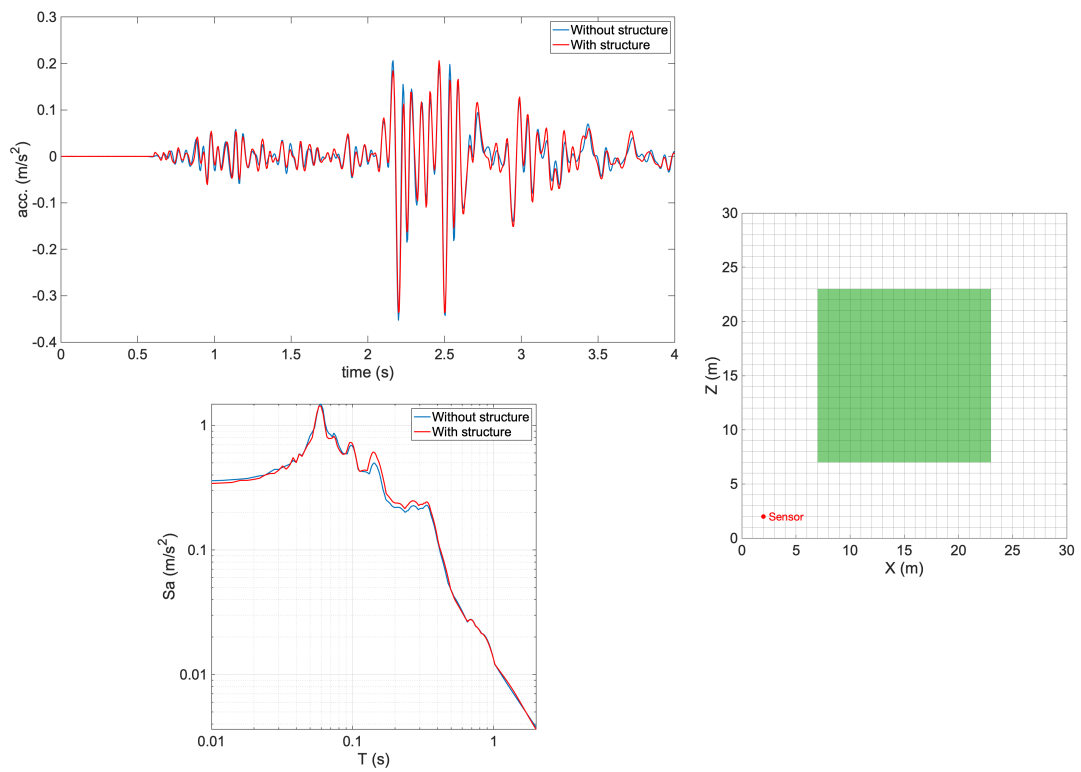 0.3
0.2
0.1
0
-0.1
-0.2
-0.3
-0.4
acc. (m/s²)
Without structure
With structure
0 0.5 1 1.5 2 2.5 3 3.5 4
time (s)
1
0.1
0.01
Sa (m/s²)
Without structure
With structure
0.01 0.1 1
T (s)
30
25
20
15
10
5
0
Z (m)
Sensor
0 5 10 15 20 25 30
X (m)